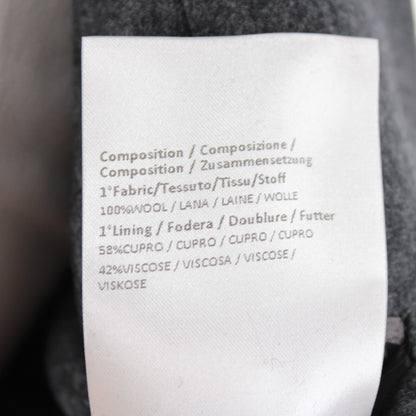 Composition / Composizione /
Composition / Zusammensetzung
1°Fabric/Tessuto/Tissu/Stoff
100%WOOL / LANA / LAINE / WOLLE
1°Lining / Fodera / Doublure / Futter
58%CUPRO / CUPRO / CUPRO / CUPRO
42%VISCOSE / VISCOSA / VISCOSE /
VISKOSE